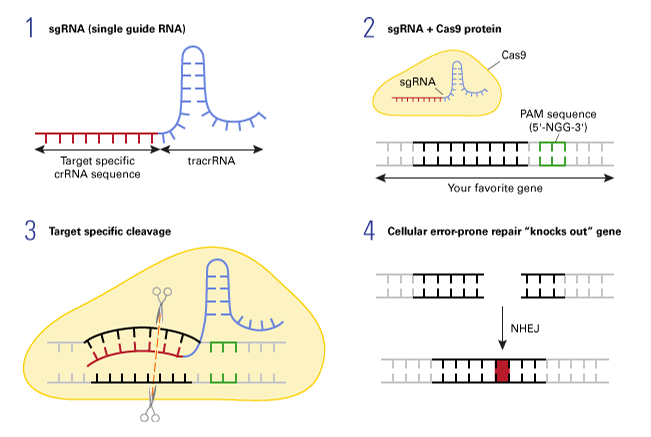 1 sgRNA (single guide RNA)
Target specific
crRNA sequence
tracrRNA
2 sgRNA + Cas9 protein
Cas9
sgRNA
PAM sequence
(5'-NGG-3')
Your favorite gene
3 Target specific cleavage
4 Cellular error-prone repair “knocks out” gene
NHEJ